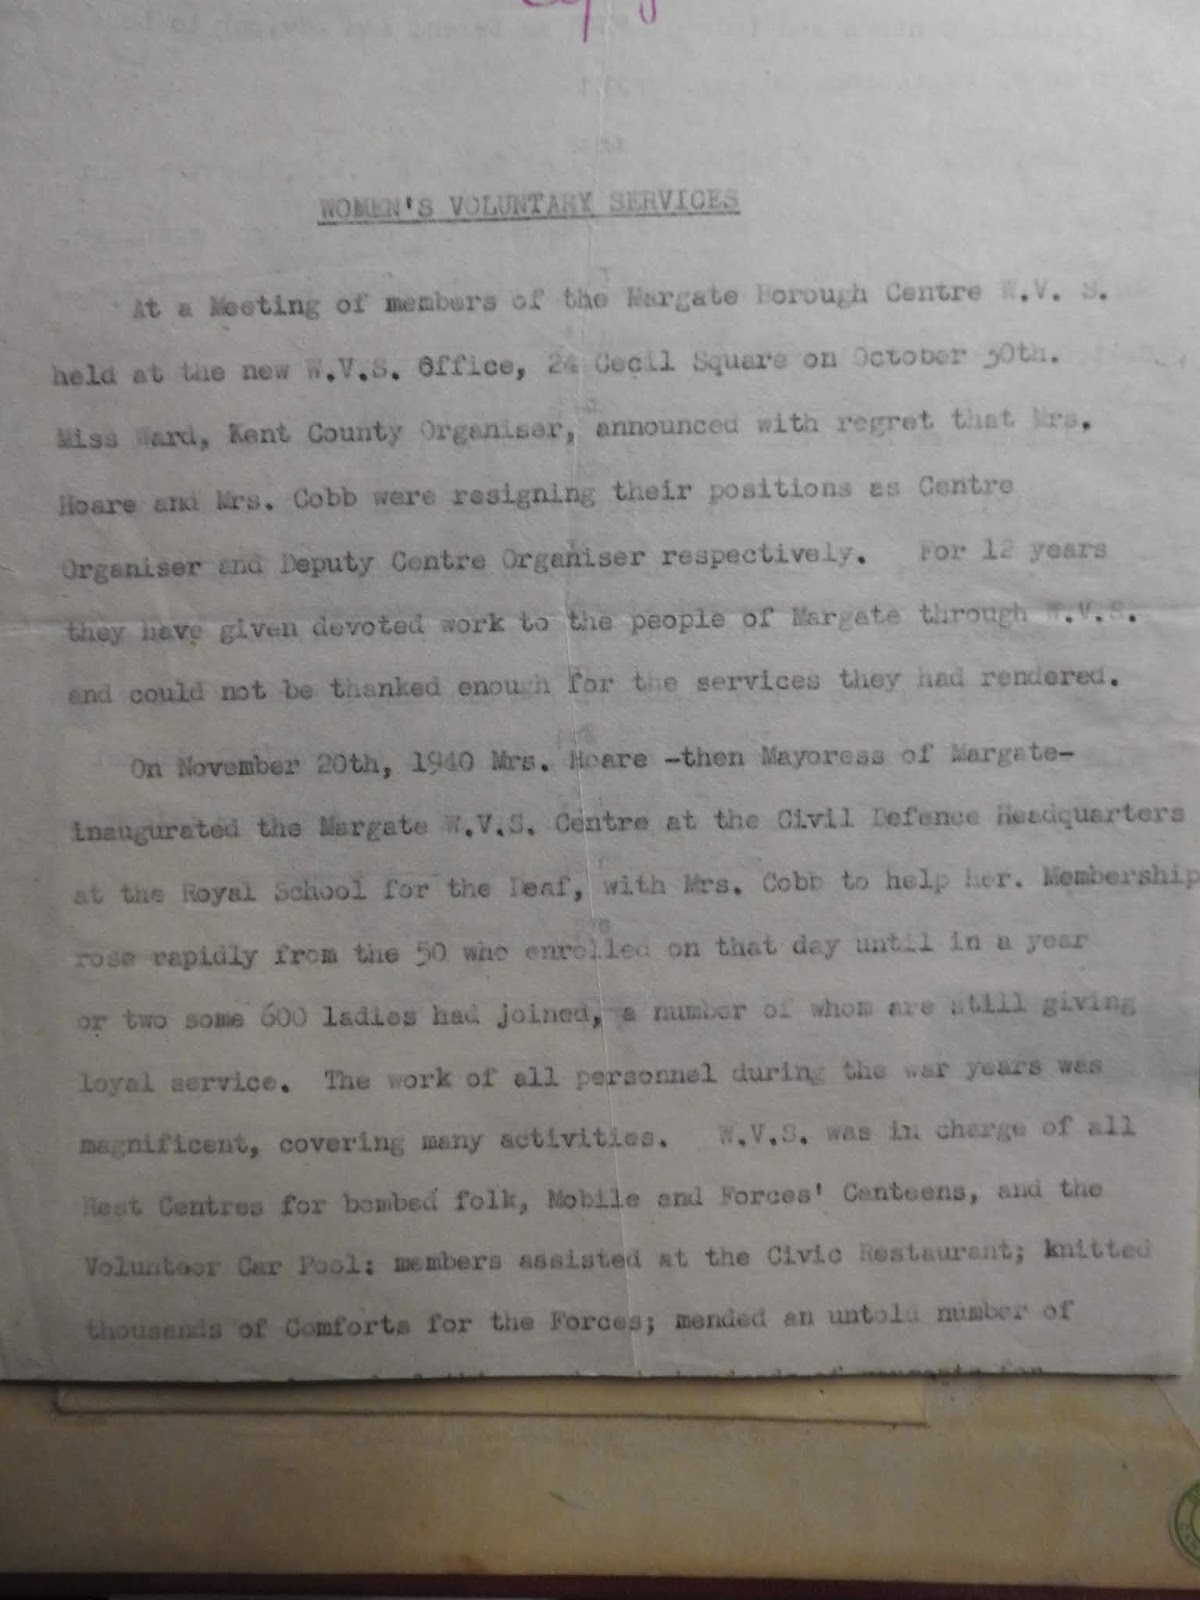 WOMEN'S VOLUNTARY SERVICES
At a Meeting of members of the Margate Borough Centre W.V. S.
held at the new W.V.S. Office, 24 Cecil Square on October 30th.
Miss Ward, Kent County Organiser, announced with regret that Mrs.
Hoare and Mrs. Cobb were resigning their positions as Centre
Organiser and Deputy Centre Organiser respectively. For 12 years
they have given devoted work to the people of Margate through W.V.S.
and could not be thanked enough for the services they had rendered.
On November 20th, 1940 Mrs. Hoare -then Mayoress of Margate-
inaugurated the Margate W.V.S. Centre at the Civil Defence Headquarters
at the Royal School for the Deaf, with Mrs. Cobb to help her. Membership
rose rapidly from the 50 who enrolled on that day until in a year
or two some 600 ladies had joined, a number of whom are still giving
loyal service. The work of all personnel during the war years was
magnificent, covering many activities. W.V.S. was in charge of all
Rest Centres for bombed folk, Mobile and Forces' Canteens, and the
Volunteer Car Pool: members assisted at the Civic Restaurant; knitted
thousands of Comforts for the Forces; mended an untold number of